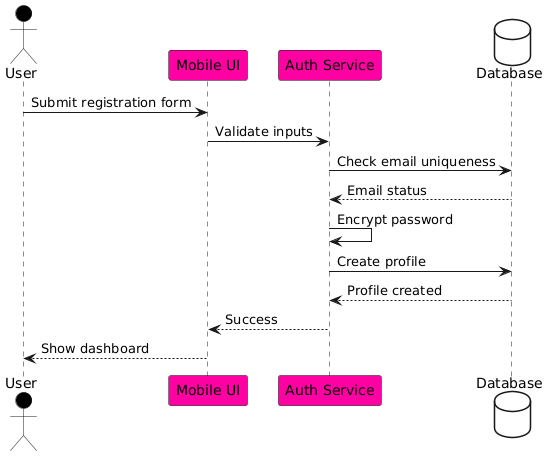 User
Mobile UI
Auth Service
Database
Submit registration form
Validate inputs
Check email uniqueness
Email status
Encrypt password
Create profile
Profile created
Success
Show dashboard
User
Mobile UI
Auth Service
Database